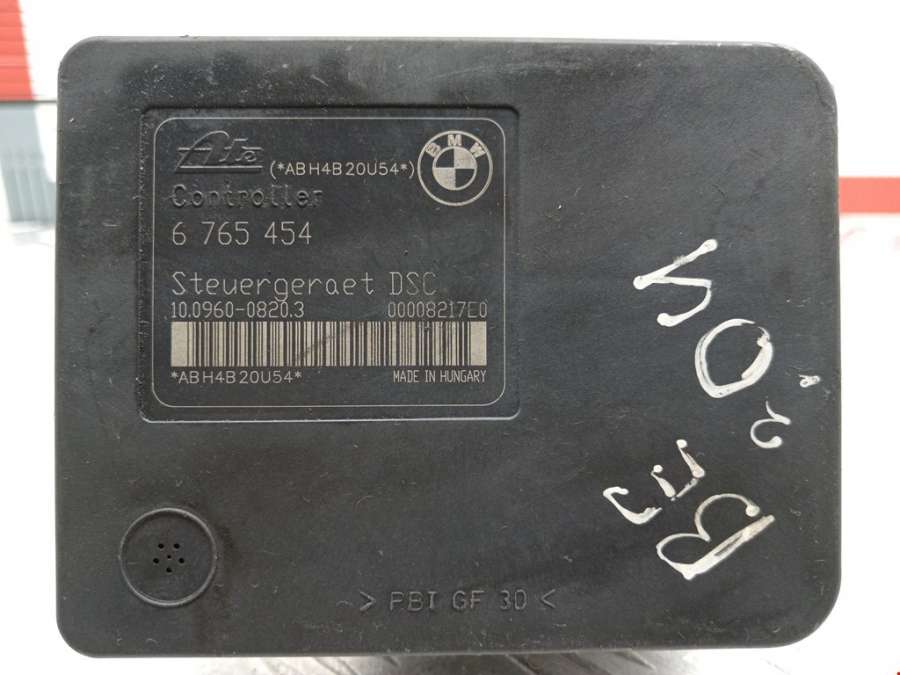 Ate (*ABH4B20U54*) BMW
Controller
6 765 454
Steuergeraet DSC
10.0960-0820.3 00008217E0
*ABH4B20U54* MADE IN HUNGARY
> PBT GF 30 <